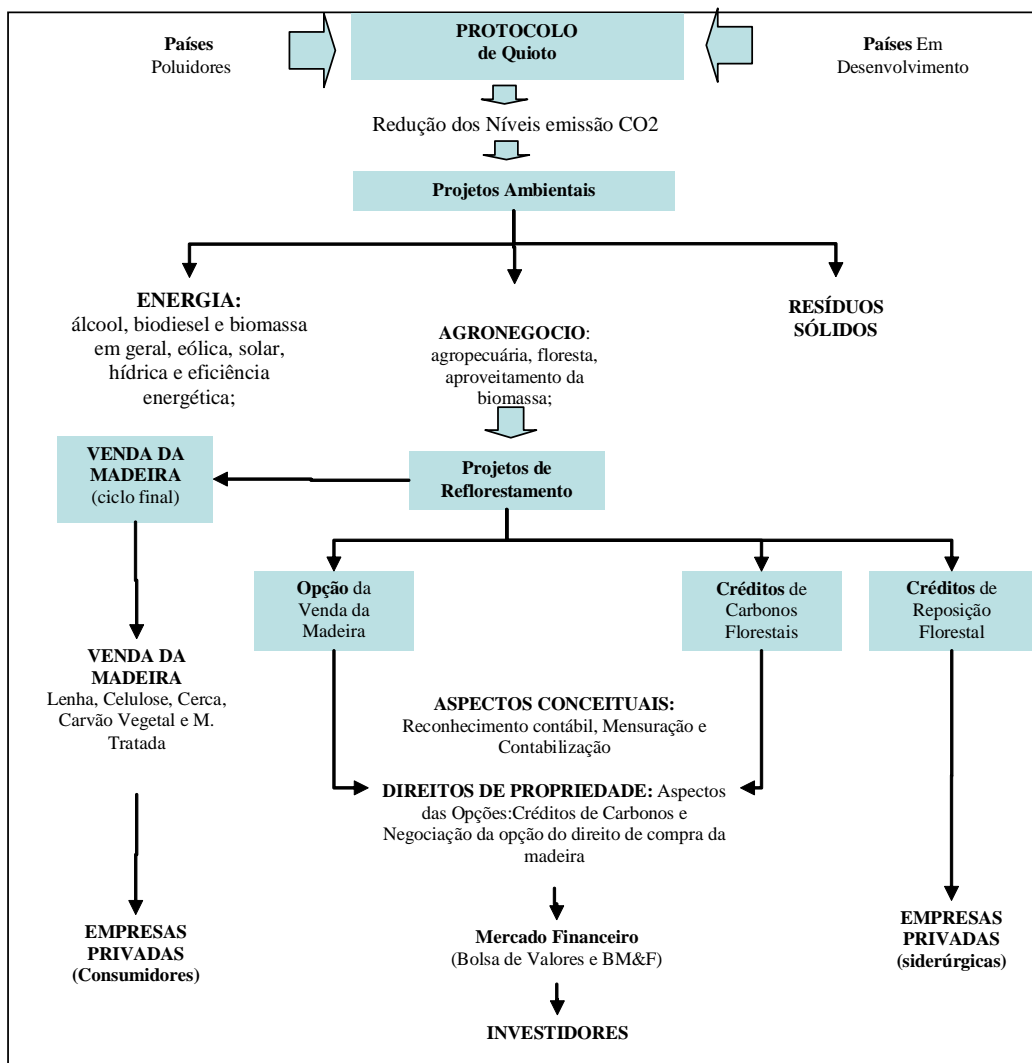 PROTOCOLO
de Quioto
Países
Poluidores
Países Em
Desenvolvimento
Redução dos Níveis emissão CO2
Projetos Ambientais
ENERGIA:
álcool, biodiesel e biomassa
em geral, eólica, solar,
hídrica e eficiência
energética;
AGRONEGOCIO:
agropecuária, floresta,
aproveitamento da
biomassa;
RESÍDUOS
SÓLIDOS
VENDA DA
MADEIRA
(ciclo final)
Projetos de
Reflorestamento
Opção da
Venda da
Madeira
Créditos de
Carbonos
Florestais
Créditos de
Reposição
Florestal
VENDA DA
MADEIRA
Lenha, Celulose, Cerca,
Carvão Vegetal e M.
Tratada
ASPECTOS CONCEITUAIS:
Reconhecimento contábil, Mensuração e
Contabilização
DIREITOS DE PROPRIEDADE: Aspectos
das Opções:Créditos de Carbonos e
Negociação da opção do direito de compra da
madeira
EMPRESAS
PRIVADAS
(Consumidores)
Mercado Financeiro
(Bolsa de Valores e BM&F)
EMPRESAS
PRIVADAS
(siderúrgicas)
INVESTIDORES